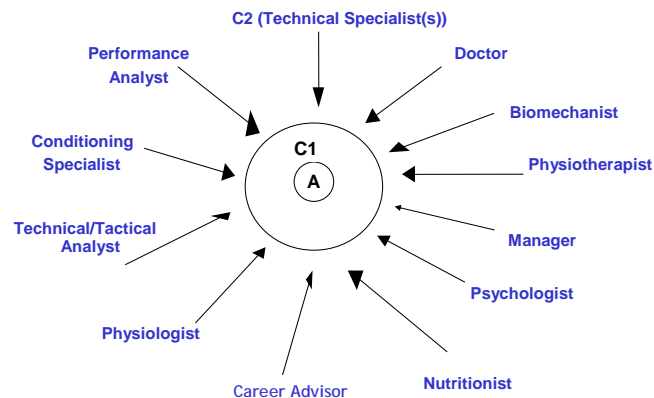 C2 (Technical Specialist(s))
Performance
Analyst
Doctor
Biomechanist
Conditioning
Specialist
C1
A
Physiotherapist
Technical/Tactical
Analyst
Manager
Psychologist
Physiologist
Career Advisor
Nutritionist